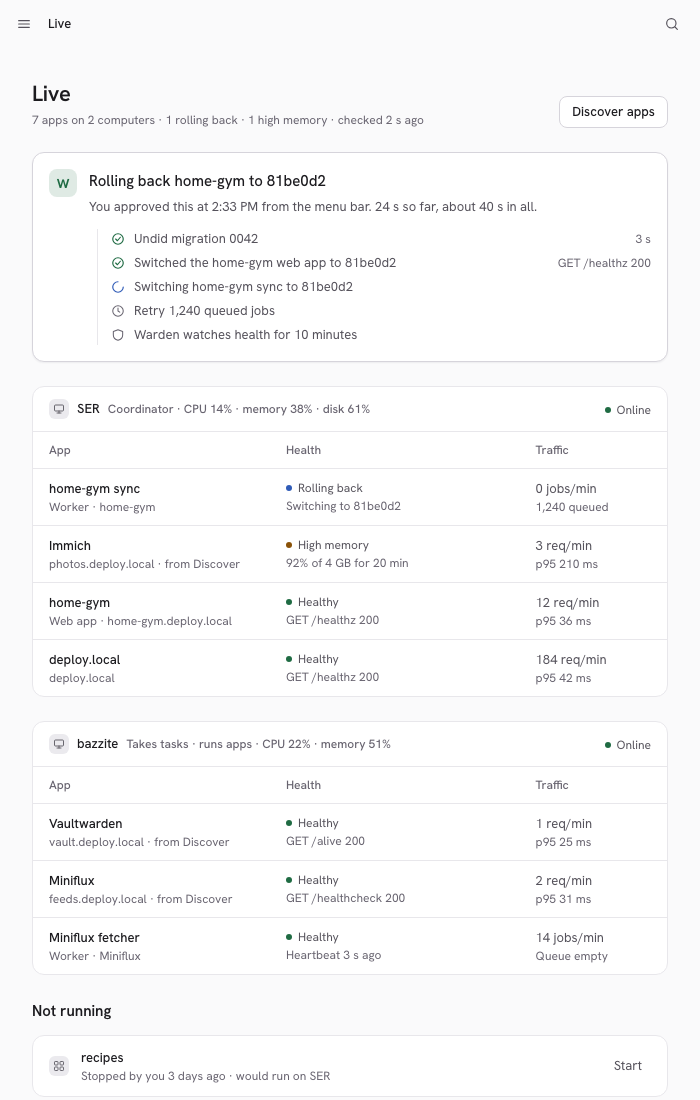 Live
Live
7 apps on 2 computers · 1 rolling back · 1 high memory · checked 2 s ago
Discover apps
W
Rolling back home-gym to 81be0d2
You approved this at 2:33 PM from the menu bar. 24 s so far, about 40 s in all.
Undid migration 0042 3 s
Switched the home-gym web app to 81be0d2 GET /healthz 200
Switching home-gym sync to 81be0d2
Retry 1,240 queued jobs
Warden watches health for 10 minutes
SER Coordinator · CPU 14% · memory 38% · disk 61% Online
App Health Traffic
home-gym sync Rolling back 0 jobs/min
Worker · home-gym Switching to 81be0d2 1,240 queued
Immich High memory 3 req/min
photos.deploy.local · from Discover 92% of 4 GB for 20 min p95 210 ms
home-gym Healthy 12 req/min
Web app · home-gym.deploy.local GET /healthz 200 p95 36 ms
deploy.local Healthy 184 req/min
deploy.local GET /healthz 200 p95 42 ms
bazzite Takes tasks · runs apps · CPU 22% · memory 51% Online
App Health Traffic
Vaultwarden Healthy 1 req/min
vault.deploy.local · from Discover GET /alive 200 p95 25 ms
Miniflux Healthy 2 req/min
feeds.deploy.local · from Discover GET /healthcheck 200 p95 31 ms
Miniflux fetcher Healthy 14 jobs/min
Worker · Miniflux Heartbeat 3 s ago Queue empty
Not running
recipes
Stopped by you 3 days ago · would run on SER
Start